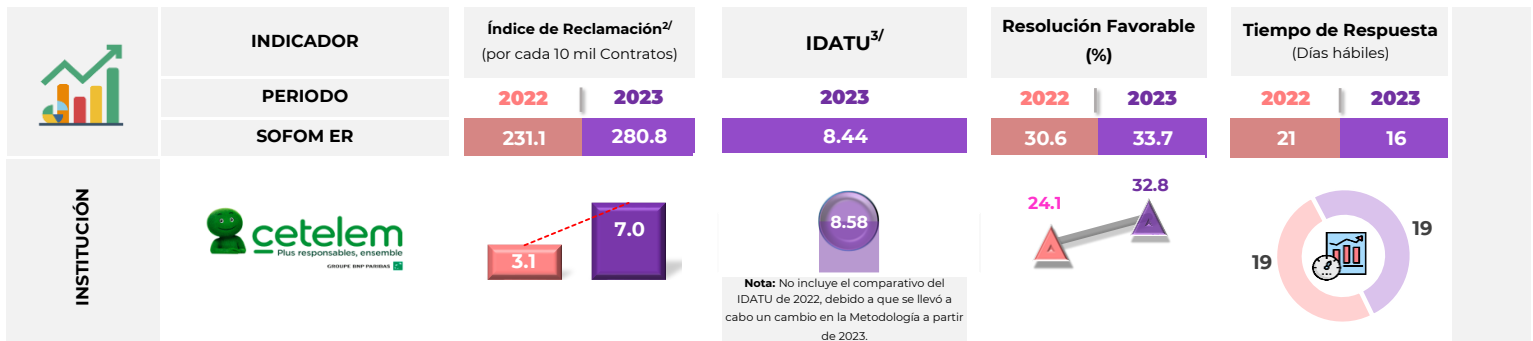 INDICADOR
Índice de Reclamación2/
(por cada 10 mil Contratos)
IDATU3/
Resolución Favorable
(%)
Tiempo de Respuesta
(Días hábiles)
PERIODO
2022 2023
2023
2022 2023
2022 2023
SOFOM ER
231.1 280.8
8.44
30.6 33.7
21 16
INSTITUCIÓN
cetelem
Plus responsables, ensemble
GROUPE BNP PARIBAS
3.1
7.0
8.58
Nota: No incluye el comparativo del
IDATU de 2022, debido a que se llevó a
cabo un cambio en la Metodología a partir
de 2023.
24.1
32.8
19
19